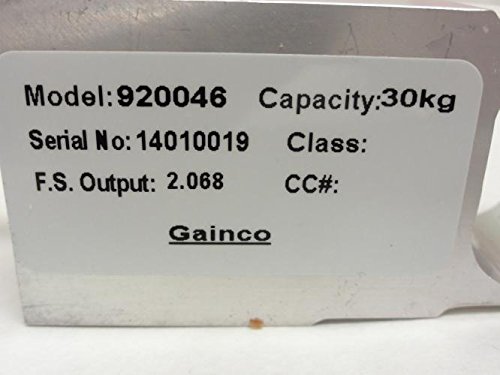 Model:920046 Capacity:30kg
Serial No: 14010019 Class:
F.S. Output: 2.068 CC#:
Gainco